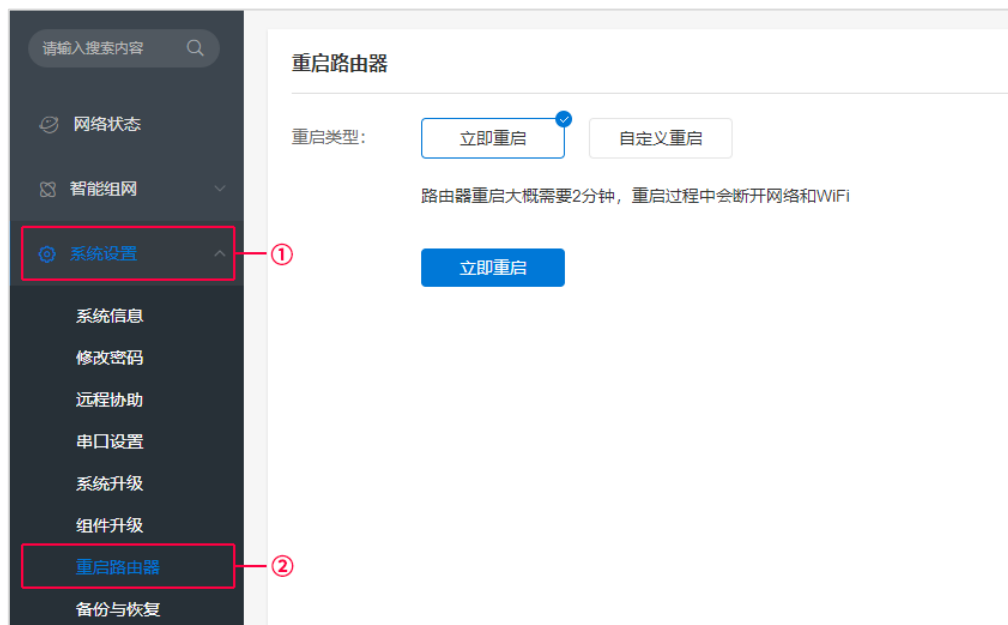 请输入搜索内容
网络状态
智能组网
系统设置
①
系统信息
修改密码
远程协助
串口设置
系统升级
组件升级
重启路由器
②
备份与恢复
重启路由器
重启类型：
立即重启
自定义重启
路由器重启大概需要2分钟，重启过程中会断开网络和WiFi
立即重启